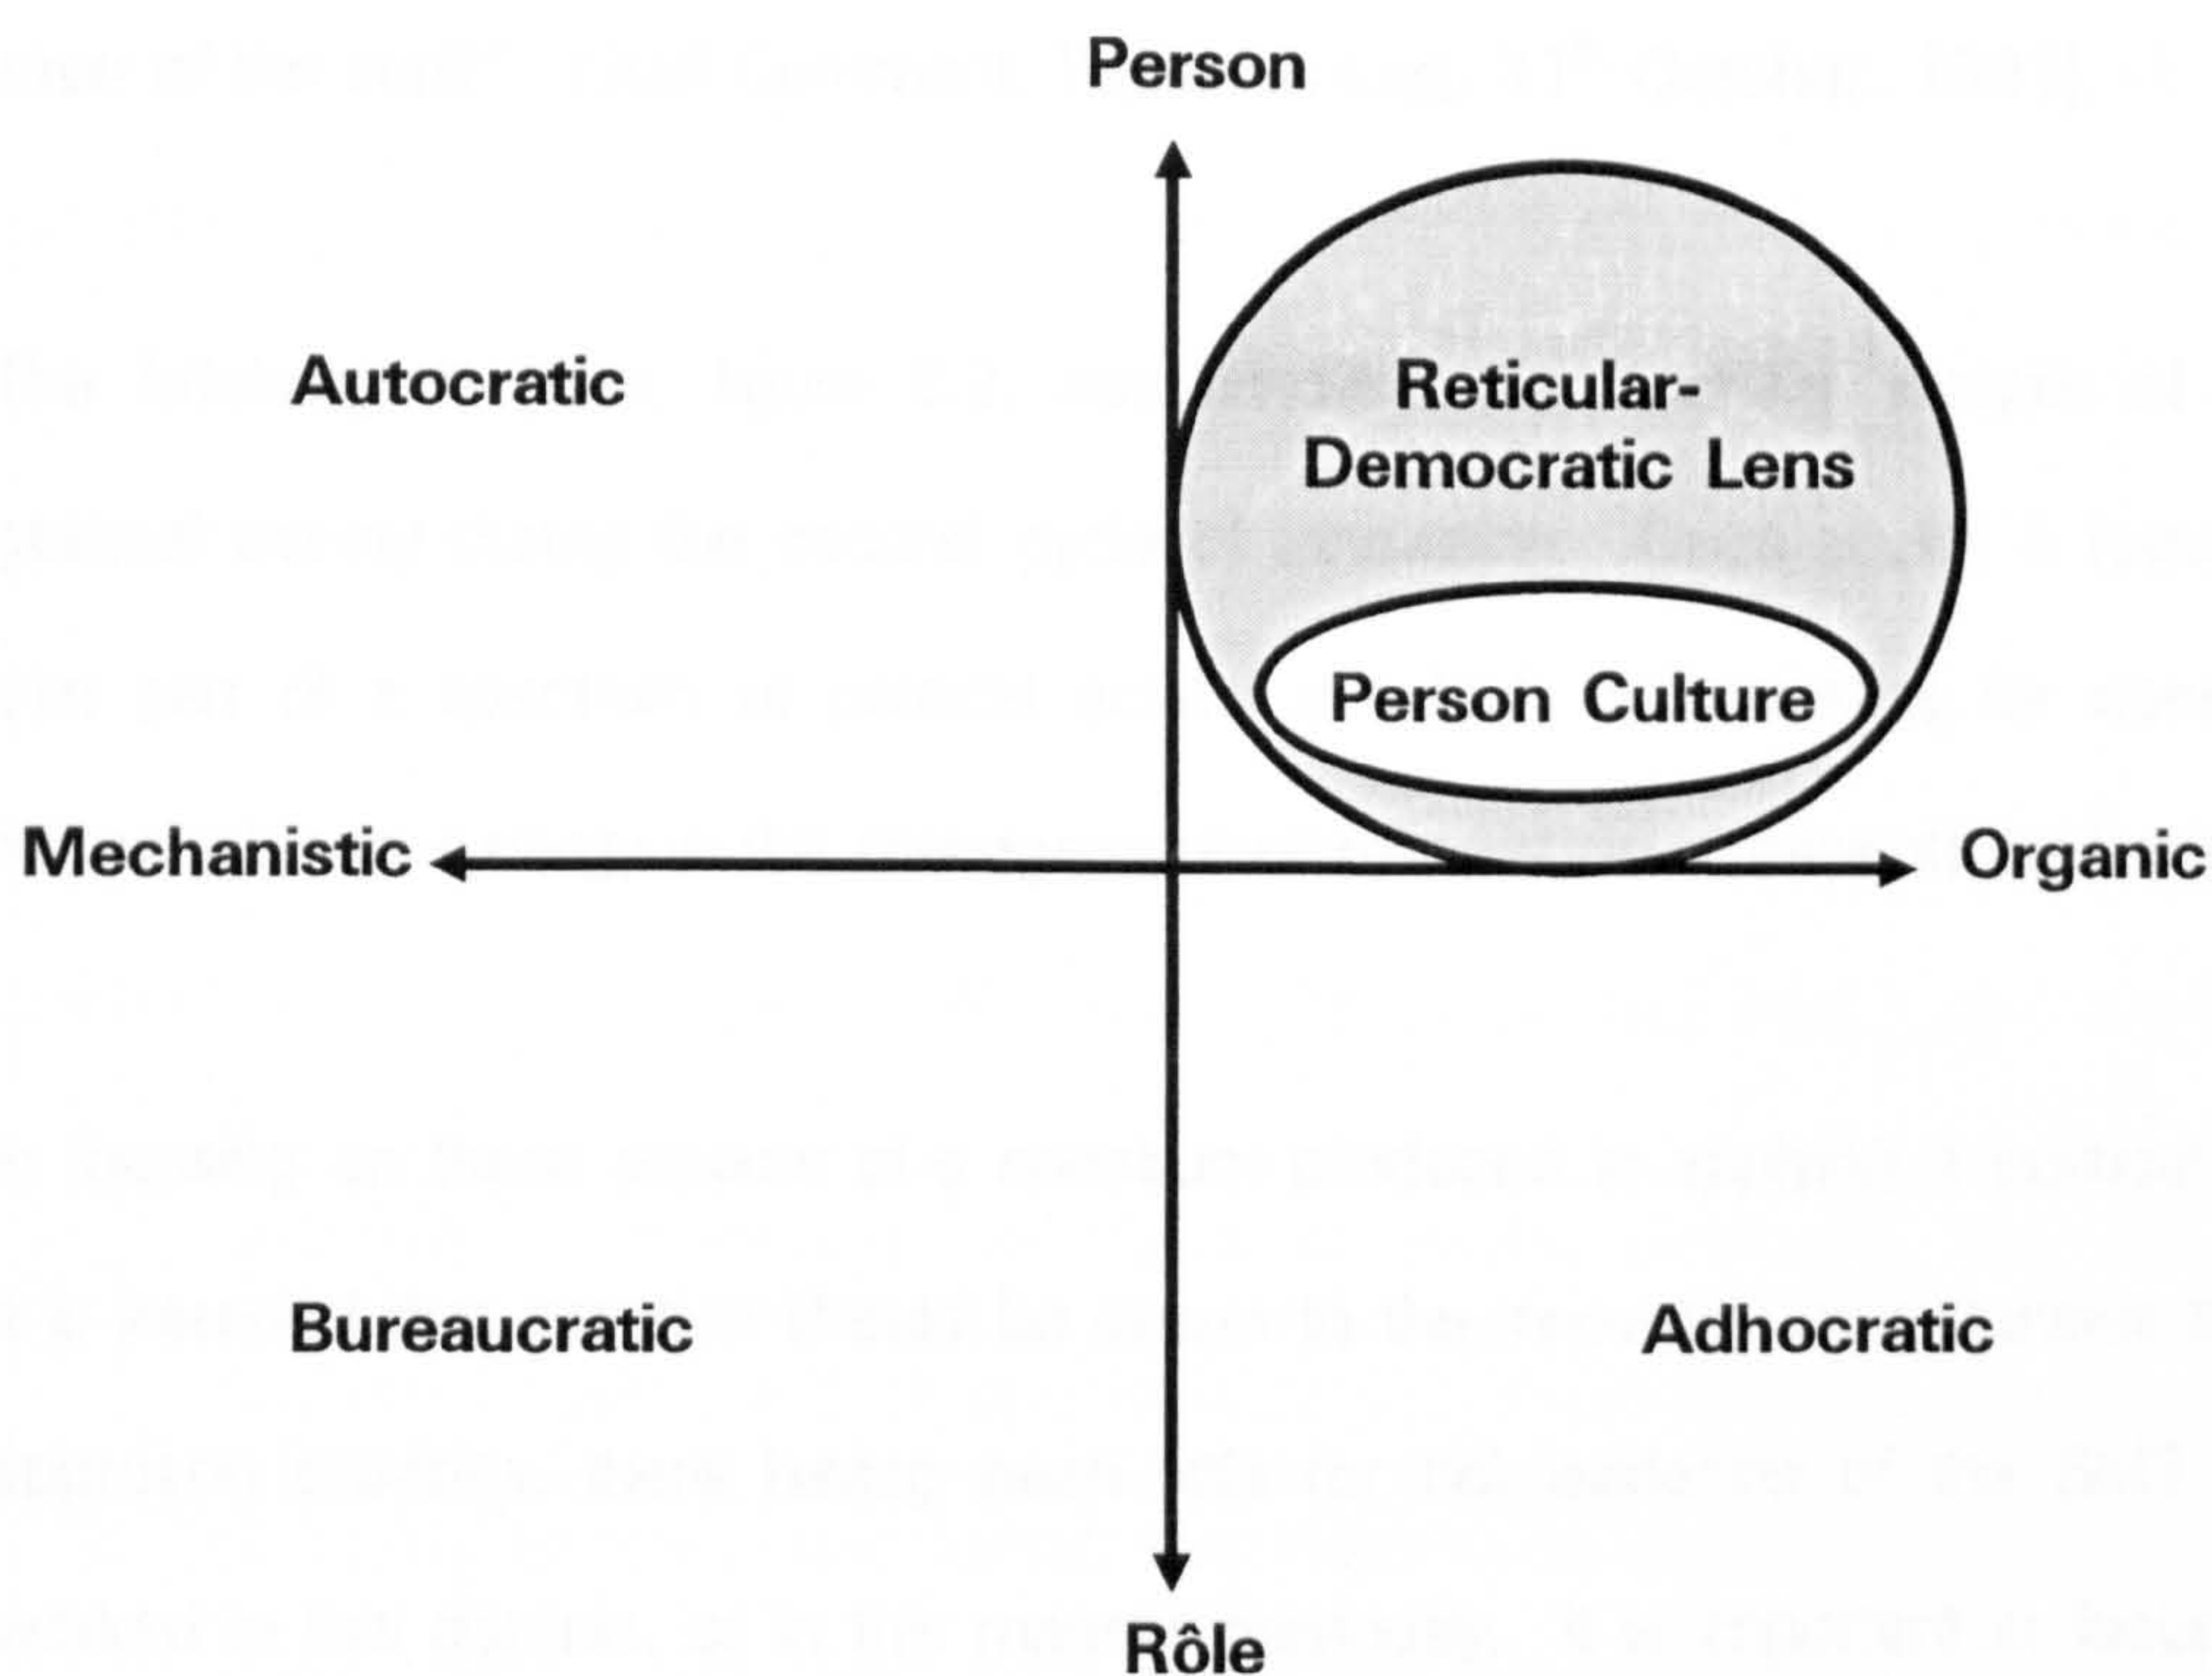 Person
Autocratic
Reticular-
Democratic Lens
Person Culture
Mechanistic
Organic
Bureaucratic
Adhocratic
Rôle